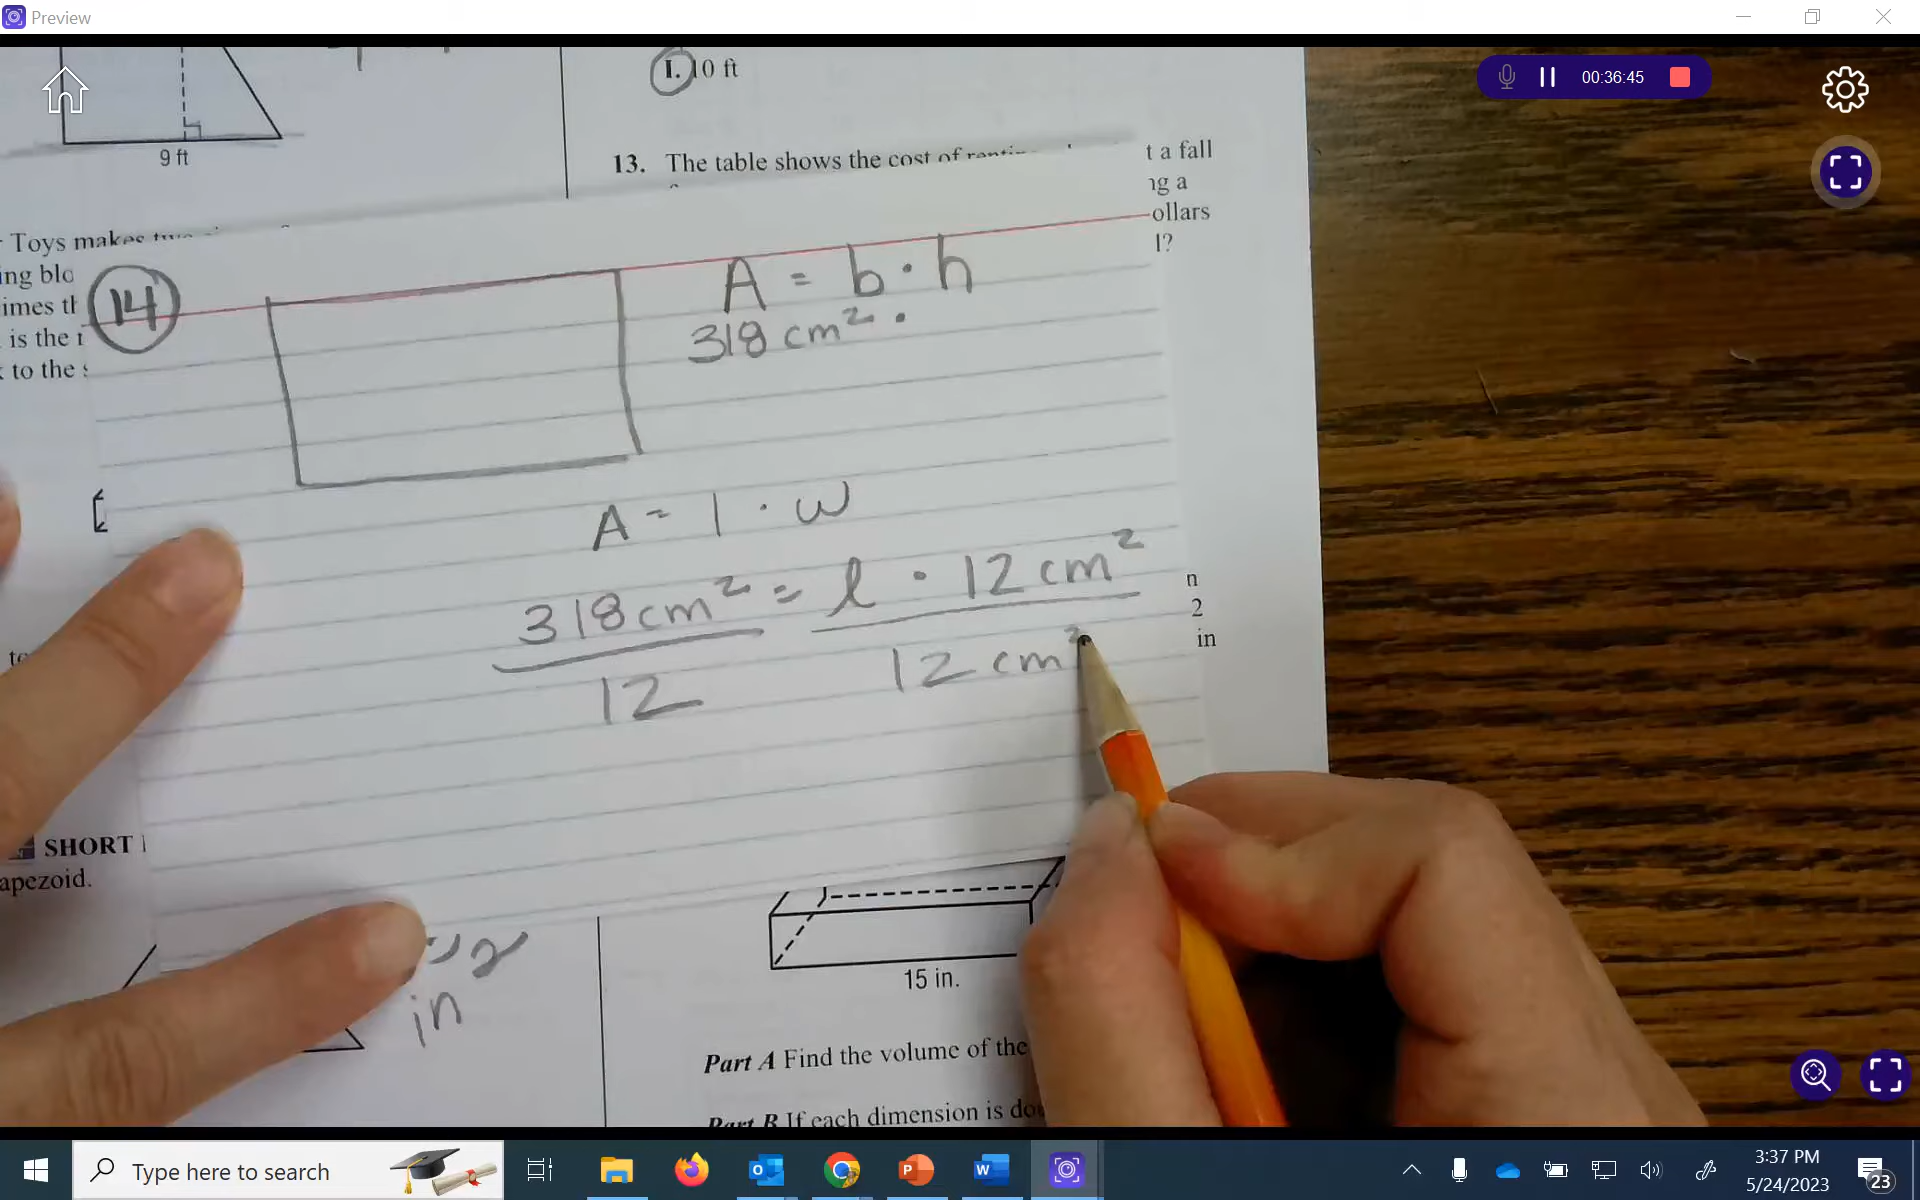 Preview
I. 10 ft
00:36:45
9 ft
13. The table shows the cost of
t a fall
ng a
ollars
l?
Toys makes
ing blo
imes th
is the
to the
14
A = b · h
318 cm² ·
A = l · w
318 cm² = l · 12 cm²
12 12 cm²
n
2
in
SHORT
apezoid.
in
15 in.
Part A Find the volume of the
Part B If each dimension is do
Type here to search
3:37 PM
5/24/2023
23